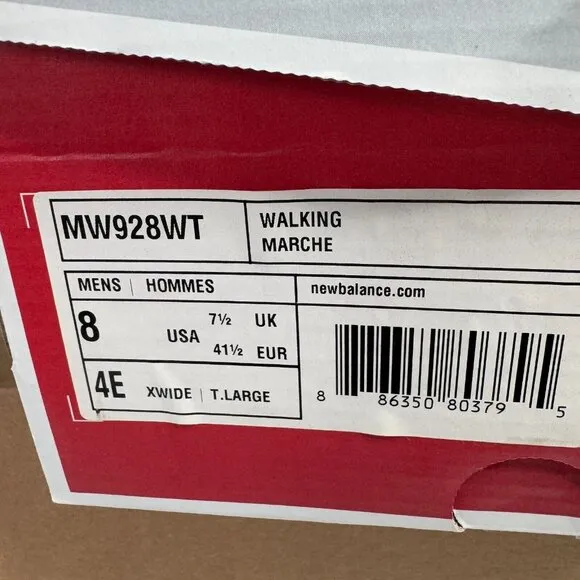 MW928WT
WALKING
MARCHE
MENS | HOMMES
newbalance.com
8 USA
7½ UK
41½ EUR
4E XWIDE | T.LARGE
8 86350 80379 5